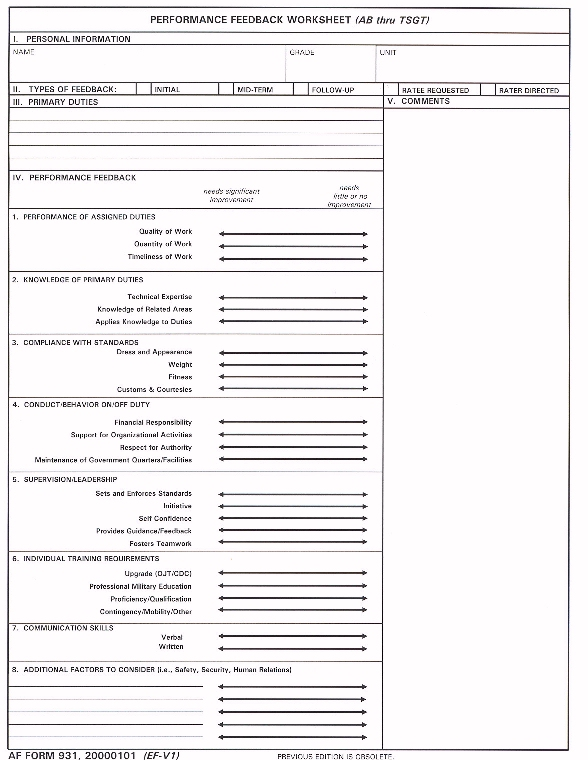 PERFORMANCE FEEDBACK WORKSHEET (AB thru TSGT)
I. PERSONAL INFORMATION
NAME GRADE UNIT
II. TYPES OF FEEDBACK: INITIAL MID-TERM FOLLOW-UP RATEE REQUESTED RATER DIRECTED
III. PRIMARY DUTIES
V. COMMENTS
IV. PERFORMANCE FEEDBACK
needs significant
improvement
needs
little or no
improvement
1. PERFORMANCE OF ASSIGNED DUTIES
Quality of Work
Quantity of Work
Timeliness of Work
2. KNOWLEDGE OF PRIMARY DUTIES
Technical Expertise
Knowledge of Related Areas
Applies Knowledge to Duties
3. COMPLIANCE WITH STANDARDS
Dress and Appearance
Weight
Fitness
Customs & Courtesies
4. CONDUCT/BEHAVIOR ON/OFF DUTY
Financial Responsibility
Support for Organizational Activities
Respect for Authority
Maintenance of Government Quarters/Facilities
5. SUPERVISION/LEADERSHIP
Sets and Enforces Standards
Initiative
Self Confidence
Provides Guidance/Feedback
Fosters Teamwork
6. INDIVIDUAL TRAINING REQUIREMENTS
Upgrade (OJT/CDC)
Professional Military Education
Proficiency/Qualification
Contingency/Mobility/Other
7. COMMUNICATION SKILLS
Verbal
Written
8. ADDITIONAL FACTORS TO CONSIDER (i.e., Safety, Security, Human Relations)
AF FORM 931, 20000101 (EF-V1) PREVIOUS EDITION IS OBSOLETE.